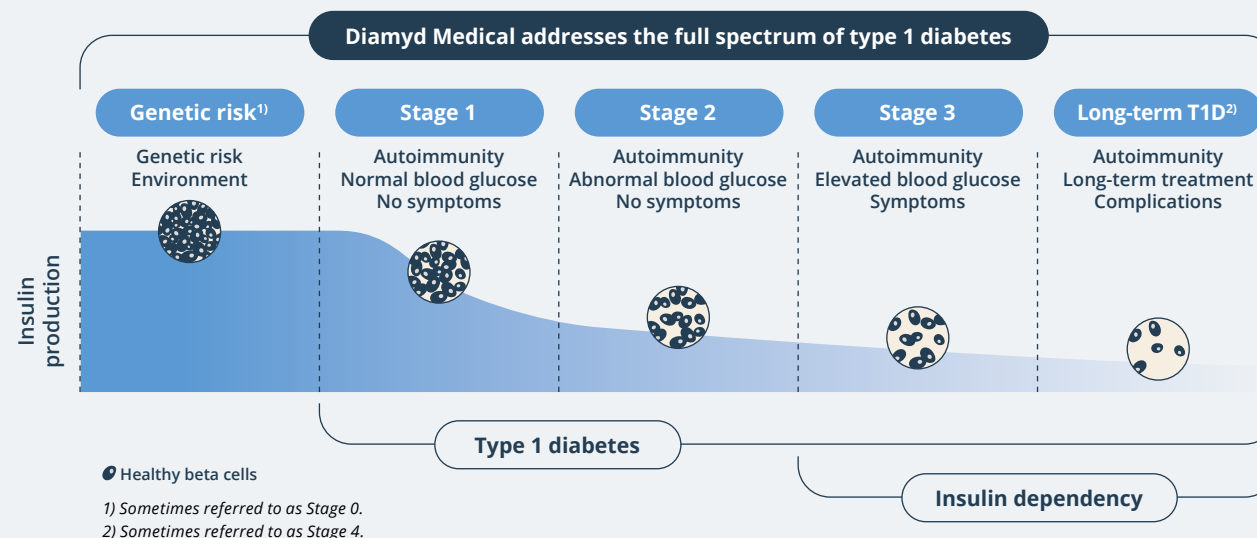 Diamyd Medical addresses the full spectrum of type 1 diabetes
Genetic risk1)
Stage 1
Stage 2
Stage 3
Long-term T1D2)
Genetic risk
Environment
Autoimmunity
Normal blood glucose
No symptoms
Autoimmunity
Abnormal blood glucose
No symptoms
Autoimmunity
Elevated blood glucose
Symptoms
Autoimmunity
Long-term treatment
Complications
Insulin
production
Type 1 diabetes
Insulin dependency
Healthy beta cells
1) Sometimes referred to as Stage 0.
2) Sometimes referred to as Stage 4.